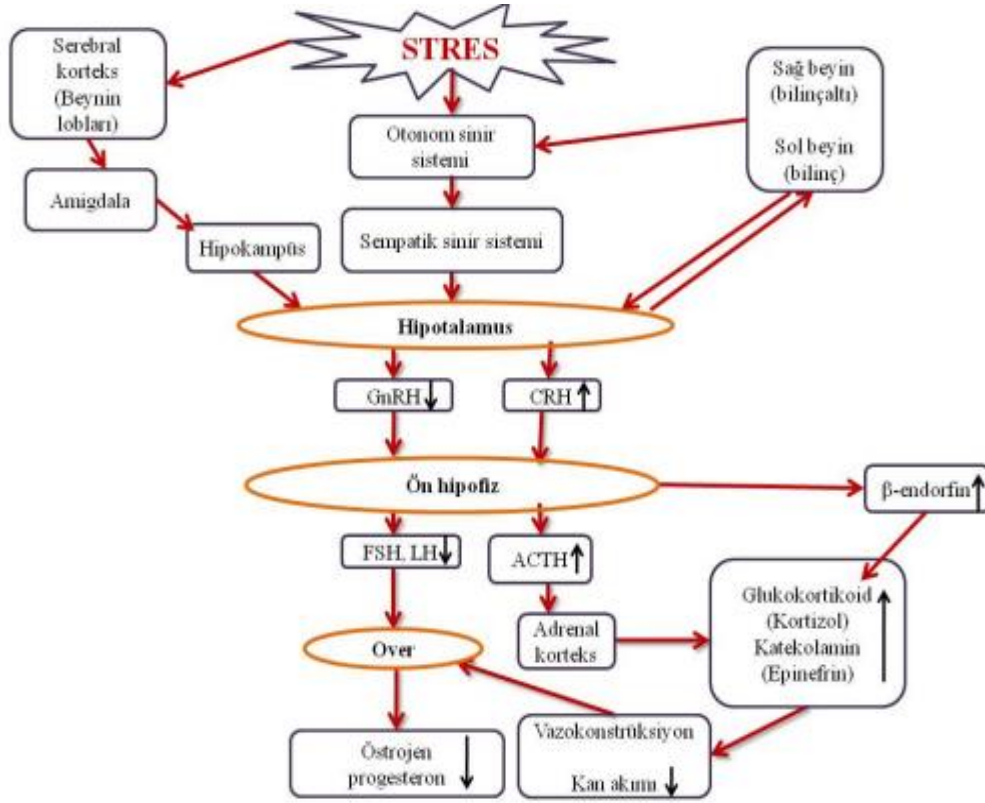 STRES
Serebral
korteks
(Beynin
lobları)
Sağ beyin
(bilinçaltı)
Sol beyin
(bilinç)
Otonom sinir
sistemi
Amigdala
Hipokampüs
Sempatik sinir sistemi
Hipotalamus
GnRH
CRH
Ön hipofiz
β-endorfin
FSH, LH
ACTH
Glukokortikoid
(Kortizol)
Katekolamin
(Epinefrin)
Adrenal
korteks
Over
Vazokonstrüksiyon
Kan akımı
Östrojen
progesteron